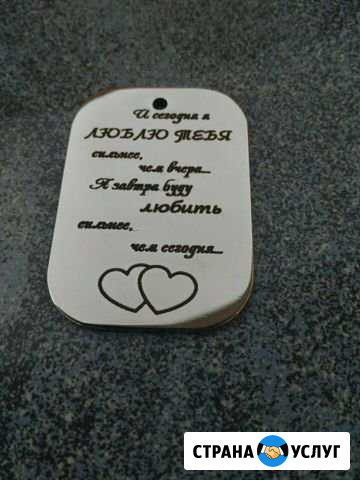 И сегодня я
ЛЮБЛЮ ТЕБЯ
сильнее,
чем вчера...
А завтра буду
любить
сильнее,
чем сегодня...
СТРАНА УСЛУГ